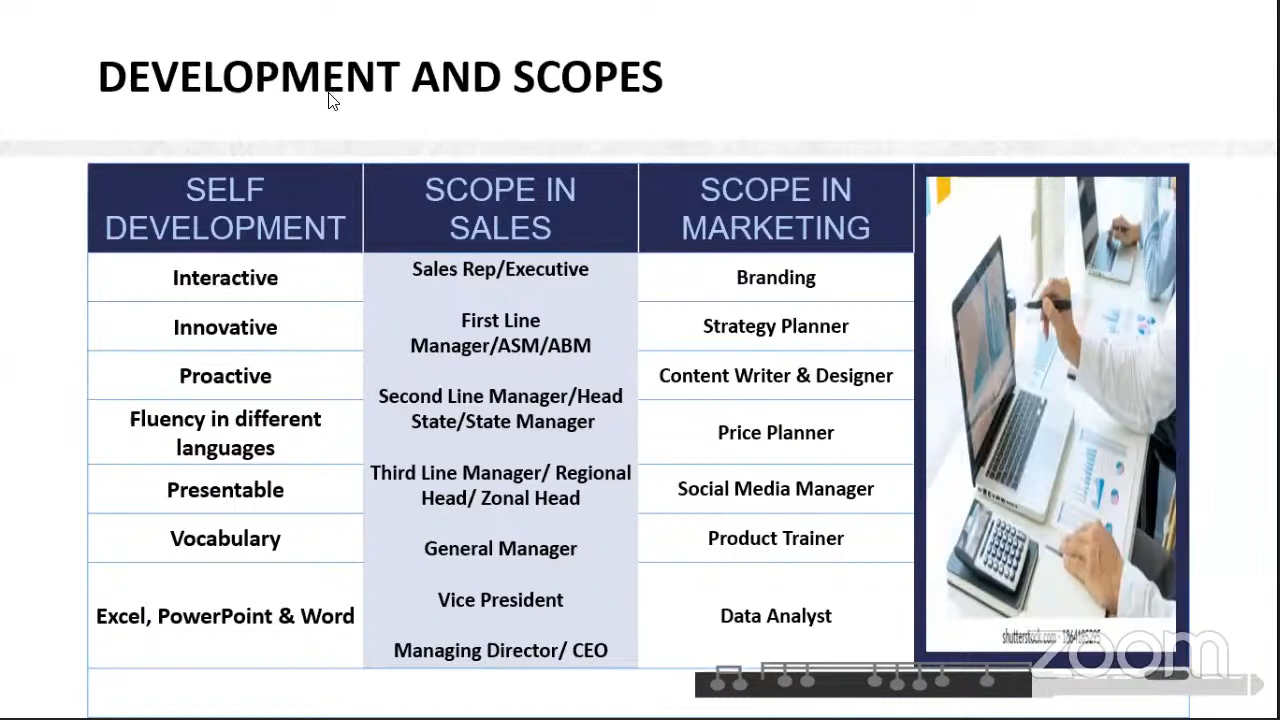 DEVELOPMENT AND SCOPES
SELF
DEVELOPMENT
SCOPE IN
SALES
SCOPE IN
MARKETING
Interactive
Innovative
Proactive
Fluency in different
languages
Presentable
Vocabulary
Excel, PowerPoint & Word
Sales Rep/Executive
First Line
Manager/ASM/ABM
Second Line Manager/Head
State/State Manager
Third Line Manager/ Regional
Head/ Zonal Head
General Manager
Vice President
Managing Director/ CEO
Branding
Strategy Planner
Content Writer & Designer
Price Planner
Social Media Manager
Product Trainer
Data Analyst
shutterstock.com
zoom